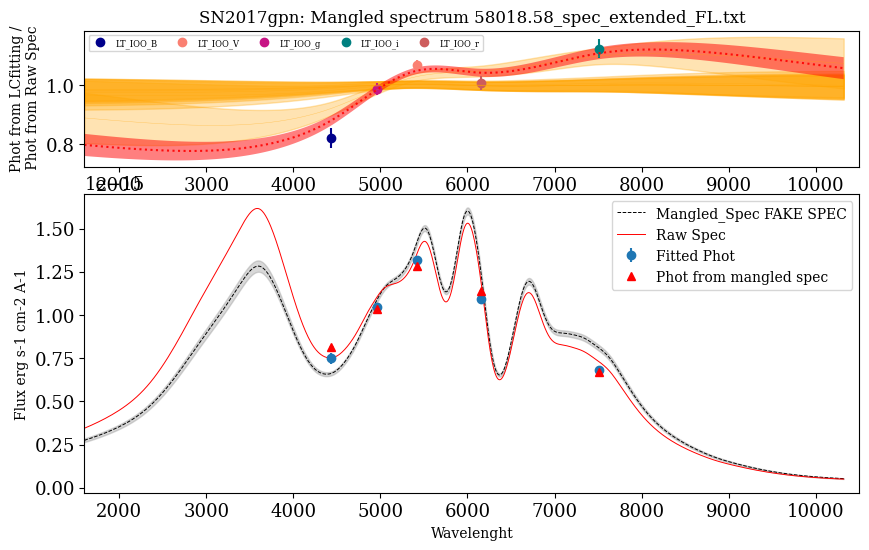 SN2017gpn: Mangled spectrum 58018.58_spec_extended_FL.txt
Phot from LCfitting /
Phot from Raw Spec
LT_IOO_B LT_IOO_V LT_IOO_g LT_IOO_i LT_IOO_r
1.0
0.8
2000 3000 4000 5000 6000 7000 8000 9000 10000
1e−15
Flux erg s-1 cm-2 A-1
Mangled_Spec FAKE SPEC
Raw Spec
Fitted Phot
Phot from mangled spec
1.50
1.25
1.00
0.75
0.50
0.25
0.00
2000 3000 4000 5000 6000 7000 8000 9000 10000
Wavelenght